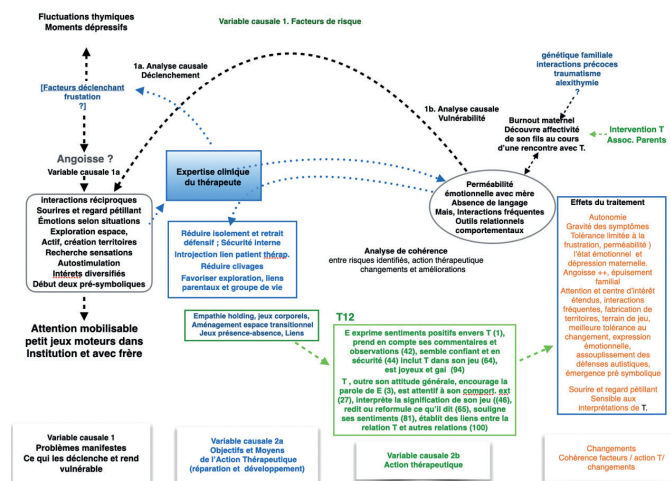 Fluctuations thymiques
Moments dépressifs
Variable causale 1. Facteurs de risque
1a. Analyse causale
Déclenchement
[Facteurs déclenchant
frustation
?]
Angoisse ?
Variable causale 1a
interactions réciproques
Sourires et regard pétillant
Émotions selon situations
Exploration espace,
Actif, création territoires
Recherche sensations
Autostimulation
Intérets diversifiés
Début deux pré-symboliques
Attention mobilisable
petit jeux moteurs dans
Institution et avec frère
Expertise clinique
du thérapeute
Réduire isolement et retrait
défensif ; Sécurité interne
Introjection lien patient thérap.
Réduire clivages
Favoriser exploration, liens
parentaux et groupe de vie
Empathie holding, jeux corporels,
Aménagement espace transitionnel
Jeux présence-absence, Liens
1b. Analyse causale
Vulnérabilité
génétique familiale
interactions précoces
traumatisme
alexithymie
?
Burnout maternel
Découvre affectivité
de son fils au cours
d'une rencontre avec T.
Intervention T
Assoc. Parents
Perméabilité
émotionnelle avec mère
Absence de langage
Mais, Interactions fréquentes
Outils relationnels
comportementaux
Analyse de cohérence
entre risques identifiés, action thérapeutique
changements et améliorations
T12
E exprime sentiments positifs envers T (1),
prend en compte ses commentaires et
observations (42), semble confiant et en
sécurité (44) inclut T dans son jeu (64),
est joyeux et gai (94)
T , outre son attitude générale, encourage la
parole de E (3), est attentif à son comport. ext
(27), interprète la signification de son jeu ((46),
redit ou reformule ce qu'il dit (65), souligne
ses sentiments (81), établit des liens entre la
relation T et autres relations (100)
Effets du traitement
Autonomie
Gravité des symptômes
Tolérance limitée à la
frustration, perméabilité )
l'état émotionnel et
dépression maternelle.
Angoisse ++, épuisement
familial
Attention et centre d'intérêt
étendus, interactions
fréquentes, fabrication de
territoires, terrain de jeu,
meilleure tolérance au
changement, expression
émotionnelle,
assouplissement des
défenses autistiques,
émergence pré symbolique
Sourire et regard pétillant
Sensible aux
interprétations de T.
Variable causale 1
Problèmes manifestes
Ce qui les déclenche et rend
vulnérable
Variable causale 2a
Objectifs et Moyens
de l'Action Thérapeutique
(réparation et développement)
Variable causale 2b
Action thérapeutique
Changements
Cohérence facteurs / action T/
changements